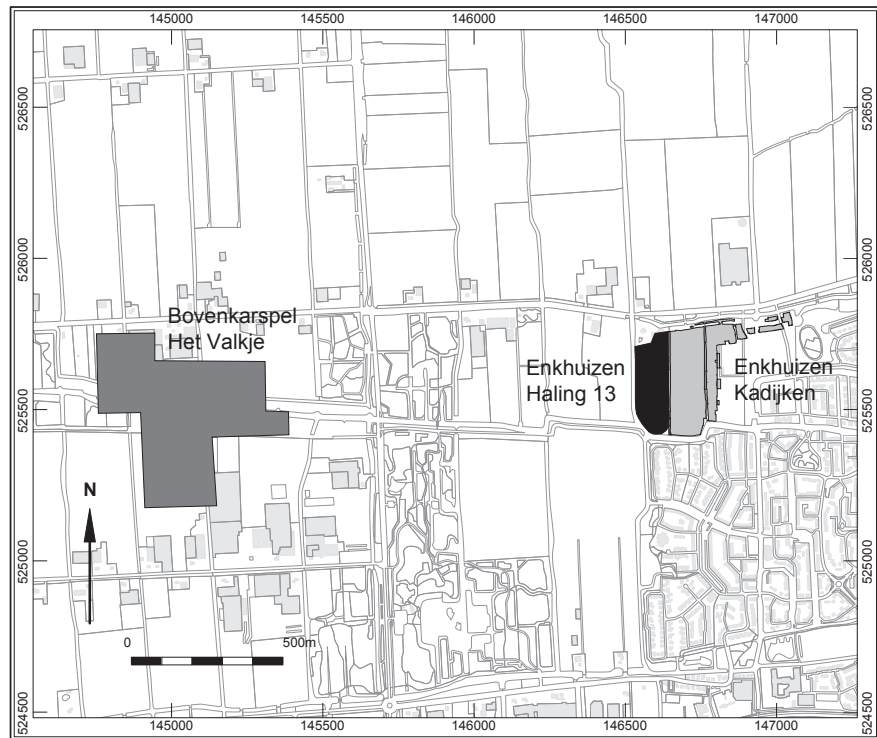 145000 145500 146000 146500 147000
526500 526500
526000 526000
Bovenkarspel
Het Valkje
Enkhuizen
Haling 13
Enkhuizen
Kadijken
525500 525500
N
525000 525000
0 500m
524500 524500
145000 145500 146000 146500 147000